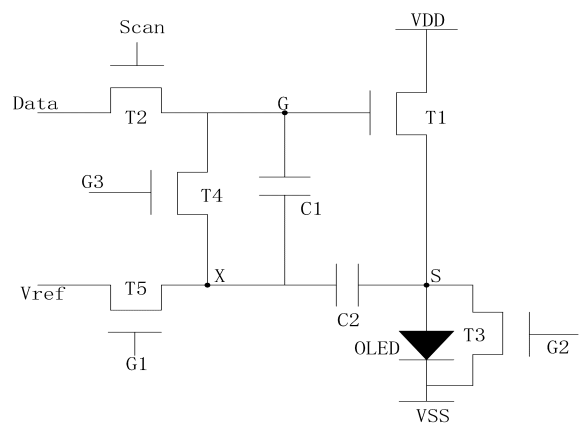 Scan
VDD
Data
T2
G
T1
G3
T4
C1
X
S
Vref
T5
C2
OLED
T3
G2
G1
VSS